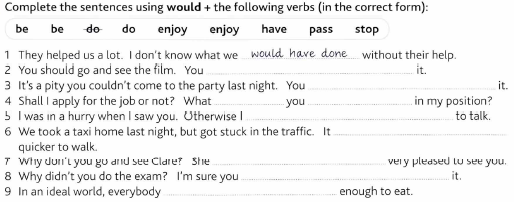 Complete the sentences using would + the following verbs (in the correct form):
be be do do enjoy enjoy have pass stop
1 They helped us a lot. I don't know what we would have done without their help.
2 You should go and see the film. You it.
3 It's a pity you couldn't come to the party last night. You it.
4 Shall I apply for the job or not? What you in my position?
5 I was in a hurry when I saw you. Otherwise I to talk.
6 We took a taxi home last night, but got stuck in the traffic. It
quicker to walk.
7 Why don't you go and see Clare? She very pleased to see you.
8 Why didn't you do the exam? I'm sure you it.
9 In an ideal world, everybody enough to eat.